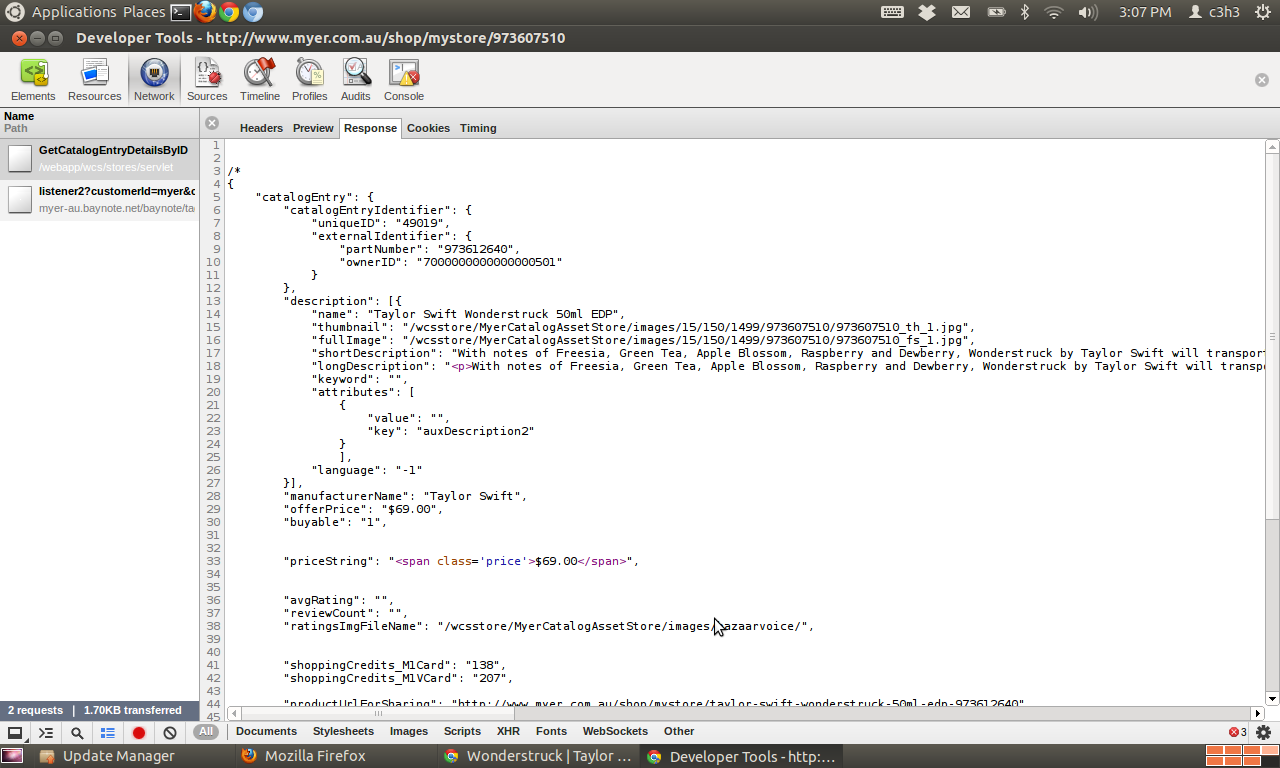 Applications Places 3:07 PM c3h3
Developer Tools - http://www.myer.com.au/shop/mystore/973607510
Elements Resources Network Sources Timeline Profiles Audits Console
Name
Path
Headers Preview Response Cookies Timing
GetCatalogEntryDetailsByID
/webapp/wcs/stores/servlet
listener2?customerId=myer&c
myer-au.baynote.net/baynote/ta
1
2
3 /*
4 {
5 "catalogEntry": {
6 "catalogEntryIdentifier": {
7 "uniqueID": "49019",
8 "externalIdentifier": {
9 "partNumber": "973612640",
10 "ownerID": "7000000000000000501"
11 }
12 },
13 "description": [{
14 "name": "Taylor Swift Wonderstruck 50ml EDP",
15 "thumbnail": "/wcsstore/MyerCatalogAssetStore/images/15/150/1499/973607510/973607510_th_1.jpg",
16 "fullImage": "/wcsstore/MyerCatalogAssetStore/images/15/150/1499/973607510/973607510_fs_1.jpg",
17 "shortDescription": "With notes of Freesia, Green Tea, Apple Blossom, Raspberry and Dewberry, Wonderstruck by Taylor Swift will transport
18 "longDescription": "<p>With notes of Freesia, Green Tea, Apple Blossom, Raspberry and Dewberry, Wonderstruck by Taylor Swift will transpo
19 "keyword": "",
20 "attributes": [
21 {
22 "value": "",
23 "key": "auxDescription2"
24 }
25 ],
26 "language": "-1"
27 }],
28 "manufacturerName": "Taylor Swift",
29 "offerPrice": "$69.00",
30 "buyable": "1",
31
32
33 "priceString": "<span class='price'>$69.00</span>",
34
35
36 "avgRating": "",
37 "reviewCount": "",
38 "ratingsImgFileName": "/wcsstore/MyerCatalogAssetStore/images/bazaarvoice/",
39
40
41 "shoppingCredits_M1Card": "138",
42 "shoppingCredits_M1VCard": "207",
43
44 "productUrlForSharing": "http://www.myer.com.au/shop/mystore/taylor-swift-wonderstruck-50ml-edp-973612640"
45
2 requests | 1.70KB transferred
All Documents Stylesheets Images Scripts XHR Fonts WebSockets Other 3
Update Manager Mozilla Firefox Wonderstruck | Taylor ... Developer Tools - http:...